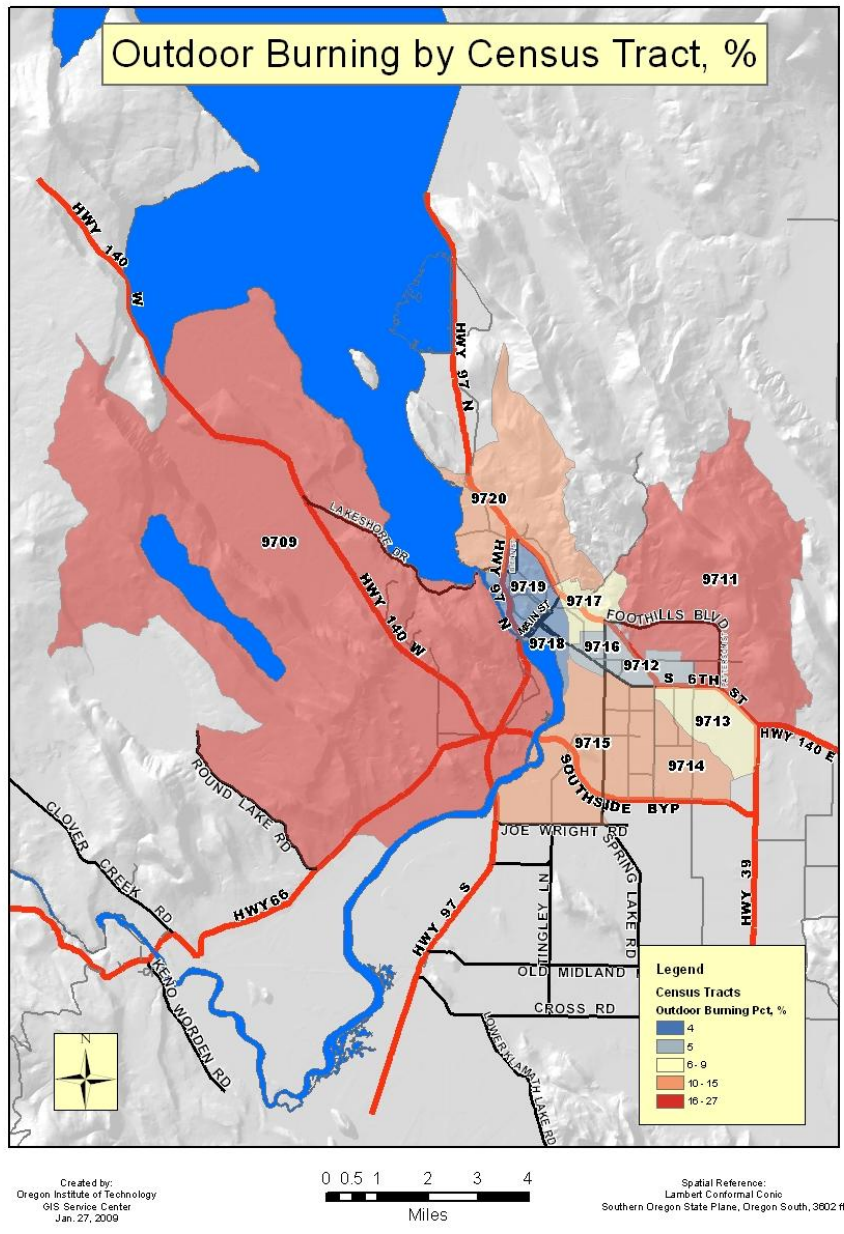 Outdoor Burning by Census Tract, %
HWY 140 W
HWY 97 N
9720
LAKESHORE DR
9709
HWY 97 N
9719
9711
9717
MAIN ST
FOOTHILLS BLVD
HWY 140 W
9718
9716
9712
S 6TH ST
9713
HWY 140 E
9715
9714
SOUTHSIDE BYP
ROUND LAKE RD
JOE WRIGHT RD
CLOVER CREEK RD
SPRING LAKE RD
TINGLEY LN
HWY 39
HWY66
HWY 97 S
OLD MIDLAND
KENO WORDEN RD
CROSS RD
LOWER KLAMATH LAKE RD
Legend
Census Tracts
Outdoor Burning Pct, %
4
5
6 - 9
10 - 15
16 - 27
N
Created by:
Oregon Institute of Technology
GIS Service Center
Jan. 27, 2009
0 0.5 1 2 3 4
Miles
Spatial Reference:
Lambert Conformal Conic
Southern Oregon State Plane, Oregon South, 3602 ft